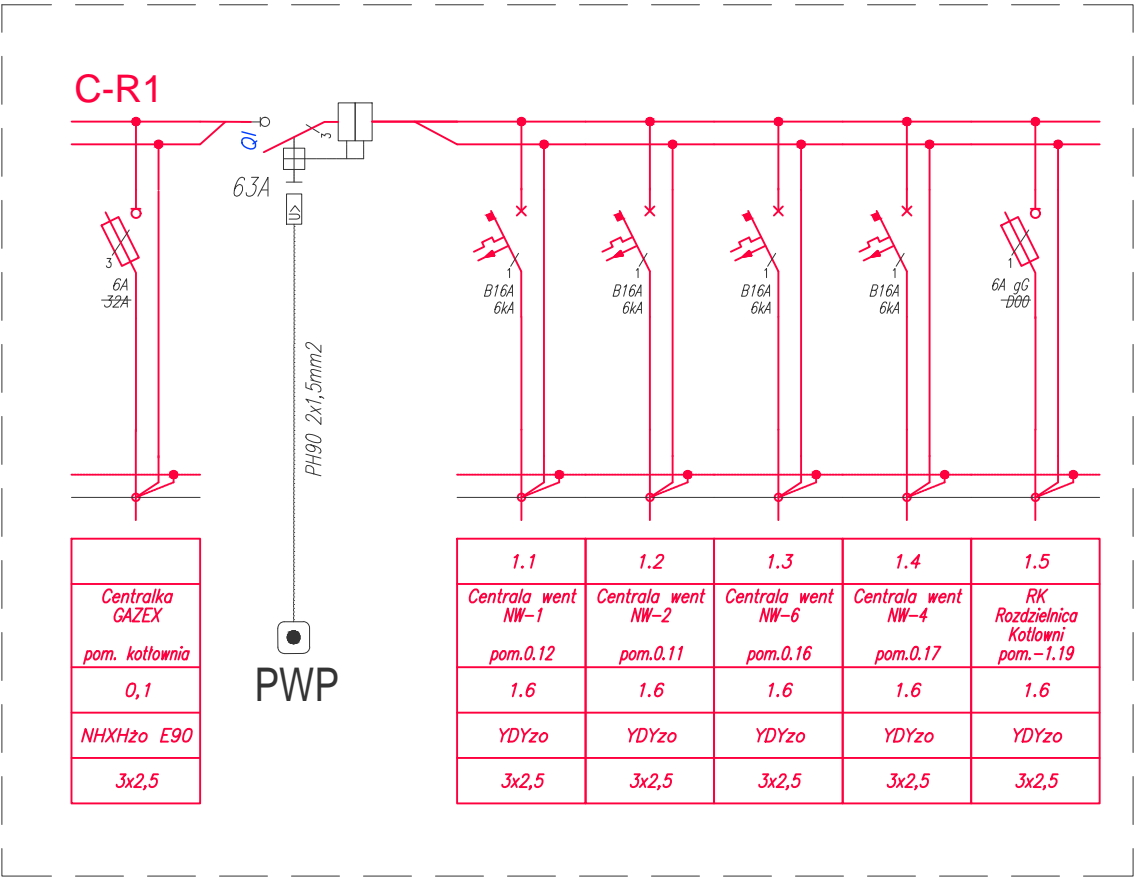 C-R1
QI
3
63A
U>
3
6A
32A
1
B16A
6kA
1
B16A
6kA
1
B16A
6kA
1
B16A
6kA
1
6A gG
D00
PH90 2x1,5mm2
PWP
Centralka
GAZEX
pom. kotłownia
0,1
NHXHżo E90
3x2,5
1.1
1.2
1.3
1.4
1.5
Centrala went
NW-1
pom.0.12
Centrala went
NW-2
pom.0.11
Centrala went
NW-6
pom.0.16
Centrala went
NW-4
pom.0.17
RK
Rozdzielnica
Kotłowni
pom.-1.19
1.6
1.6
1.6
1.6
1.6
YDYzo
YDYzo
YDYzo
YDYzo
YDYzo
3x2,5
3x2,5
3x2,5
3x2,5
3x2,5